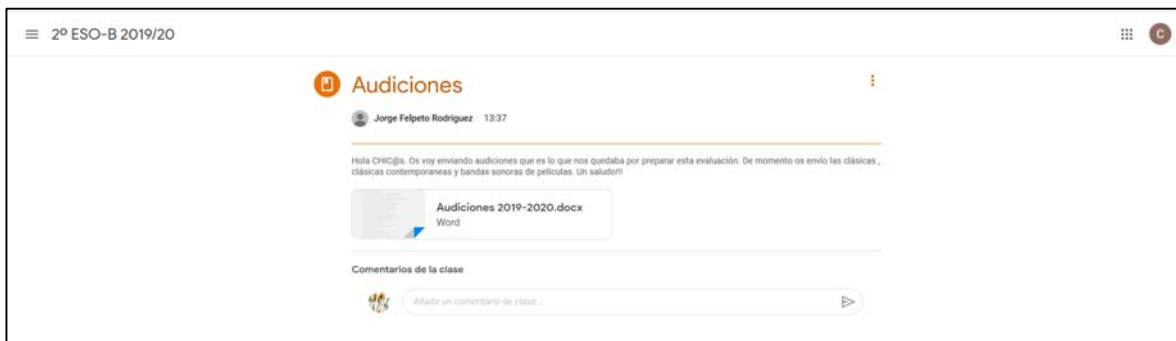 2º ESO-B 2019/20
C
Audiciones
Jorge Felpeto Rodriguez 13:37
Hola CHIC@s. Os voy enviando audiciones que es lo que nos quedaba por preparar esta evaluación. De momento os envío las clásicas ,
clásicas contemporaneas y bandas sonoras de películas. Un saludo!!!
Audiciones 2019-2020.docx
Word
Comentarios de la clase
Añadir un comentario de clase...